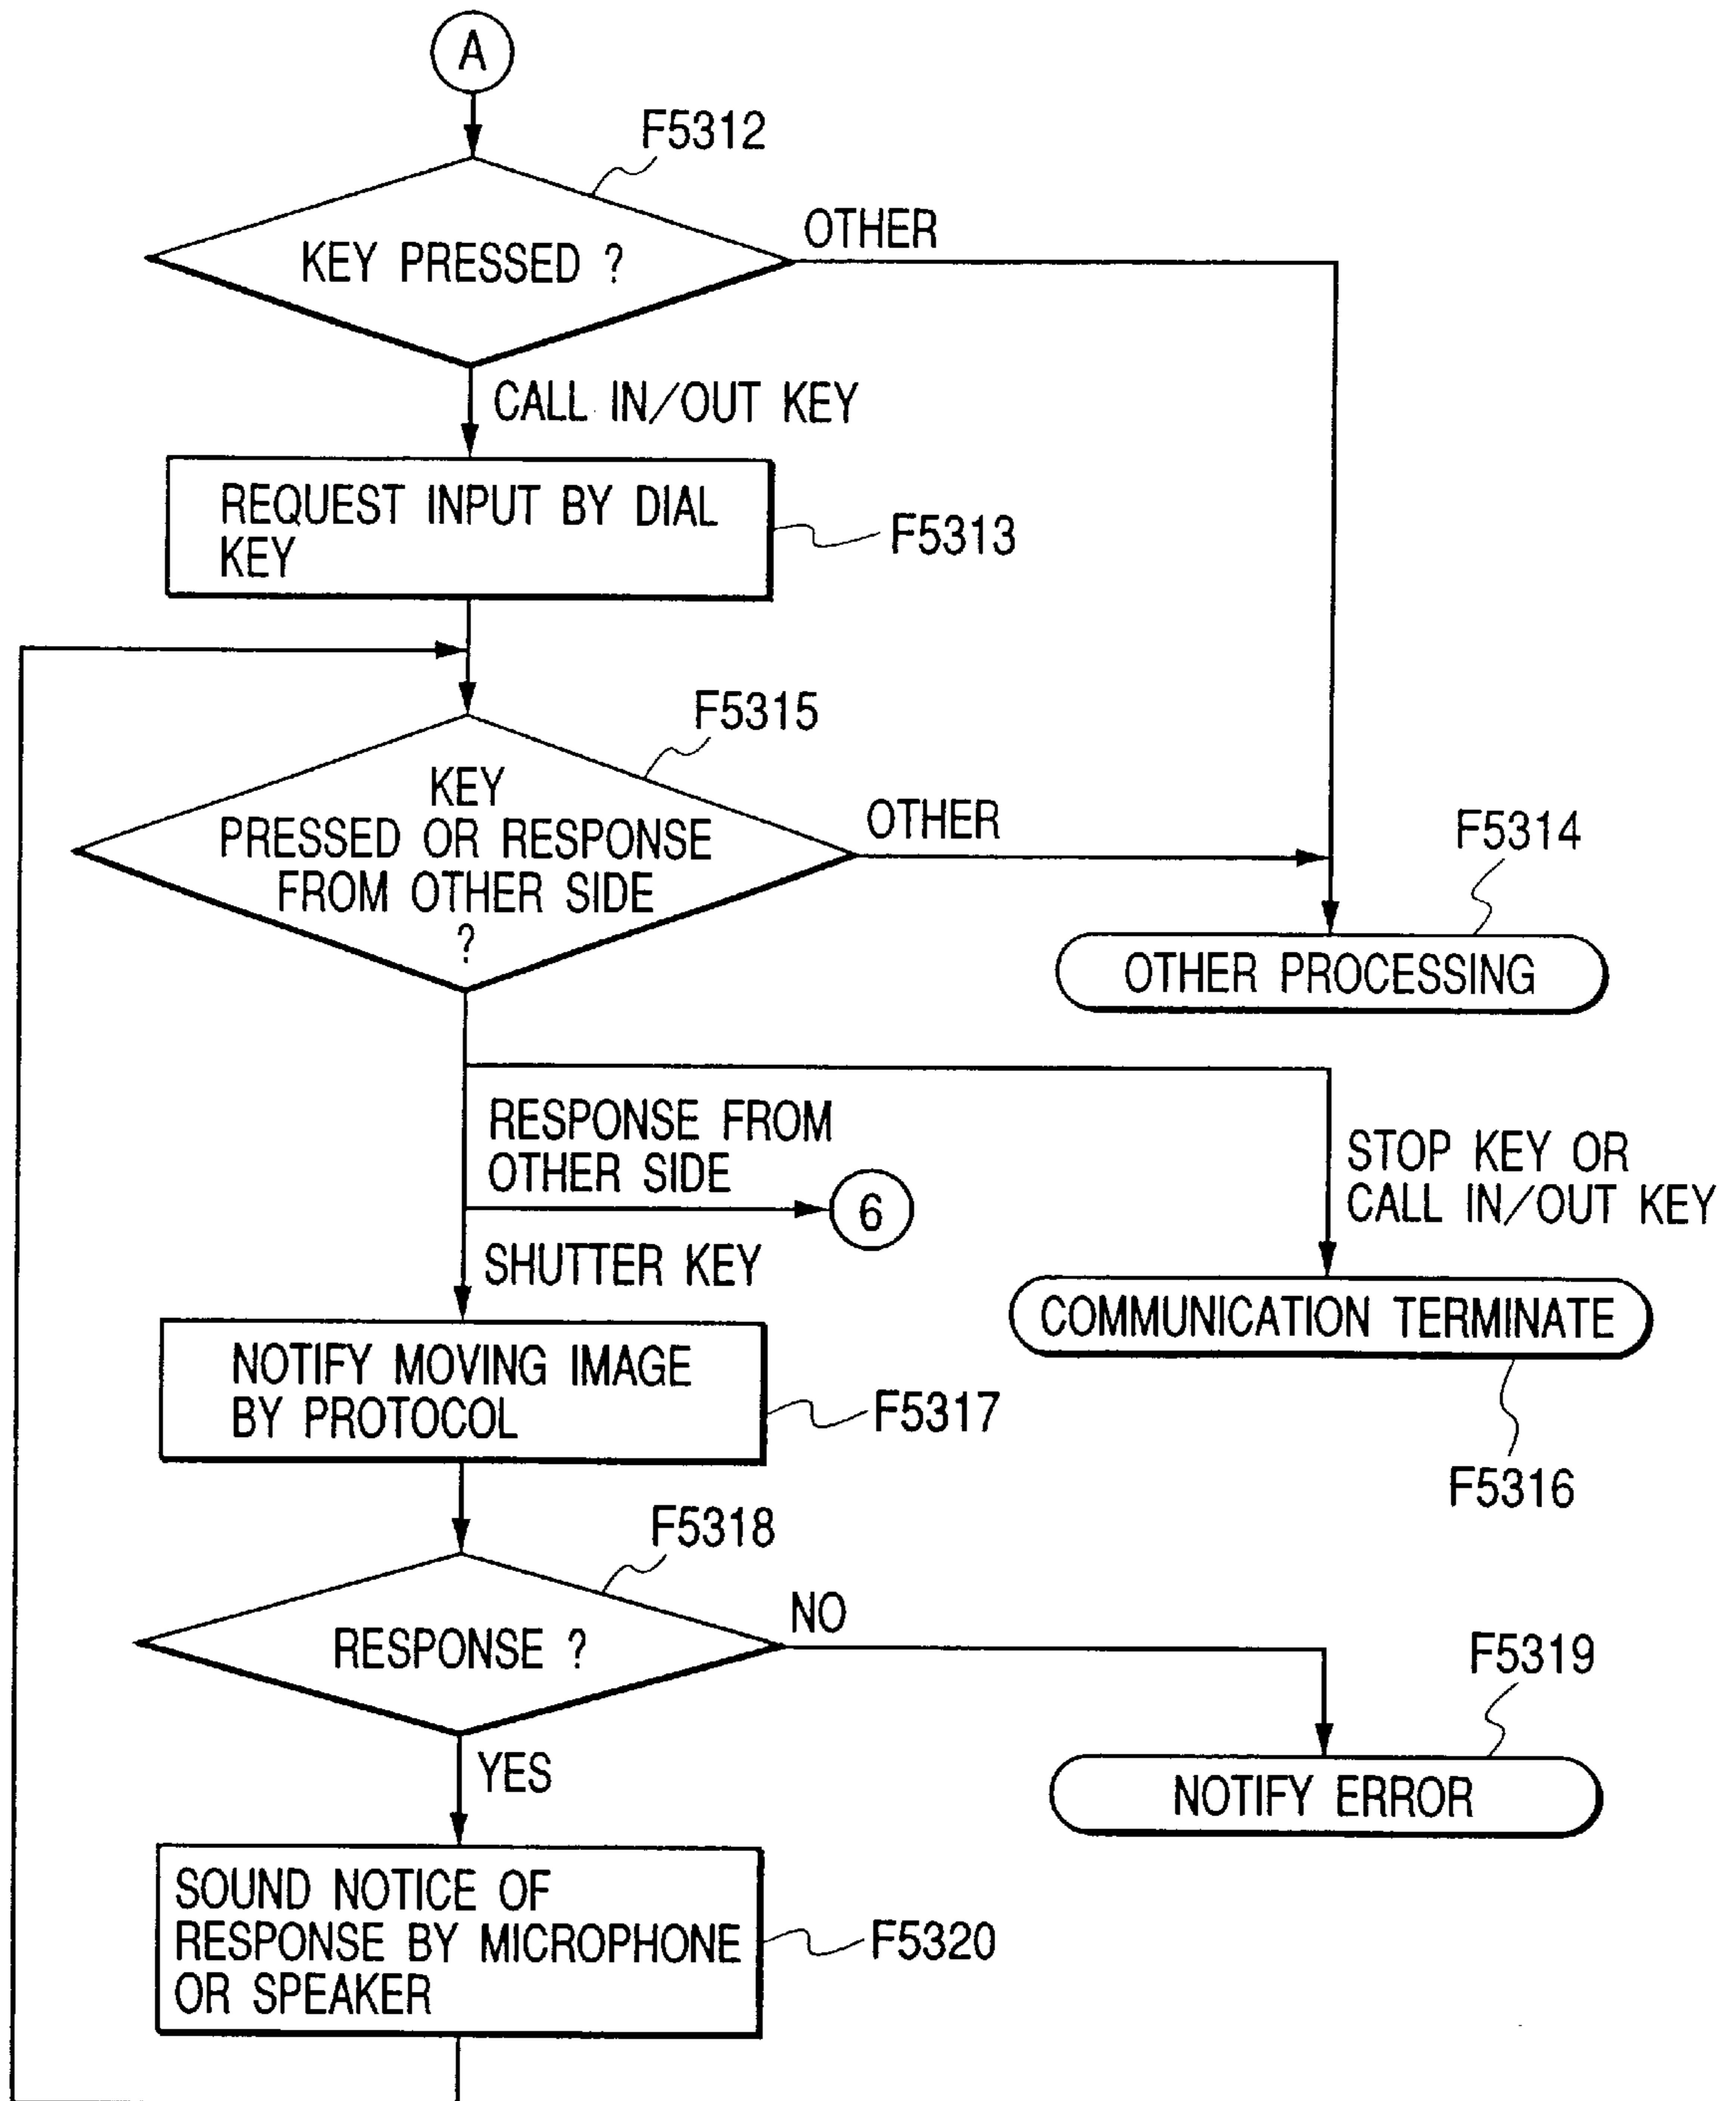 A
F5312
KEY PRESSED ?
OTHER
CALL IN/OUT KEY
REQUEST INPUT BY DIAL
KEY
F5313
F5315
KEY
PRESSED OR RESPONSE
FROM OTHER SIDE
?
OTHER
F5314
OTHER PROCESSING
RESPONSE FROM
OTHER SIDE
6
STOP KEY OR
CALL IN/OUT KEY
SHUTTER KEY
COMMUNICATION TERMINATE
F5316
NOTIFY MOVING IMAGE
BY PROTOCOL
F5317
F5318
RESPONSE ?
NO
F5319
NOTIFY ERROR
YES
SOUND NOTICE OF
RESPONSE BY MICROPHONE
OR SPEAKER
F5320